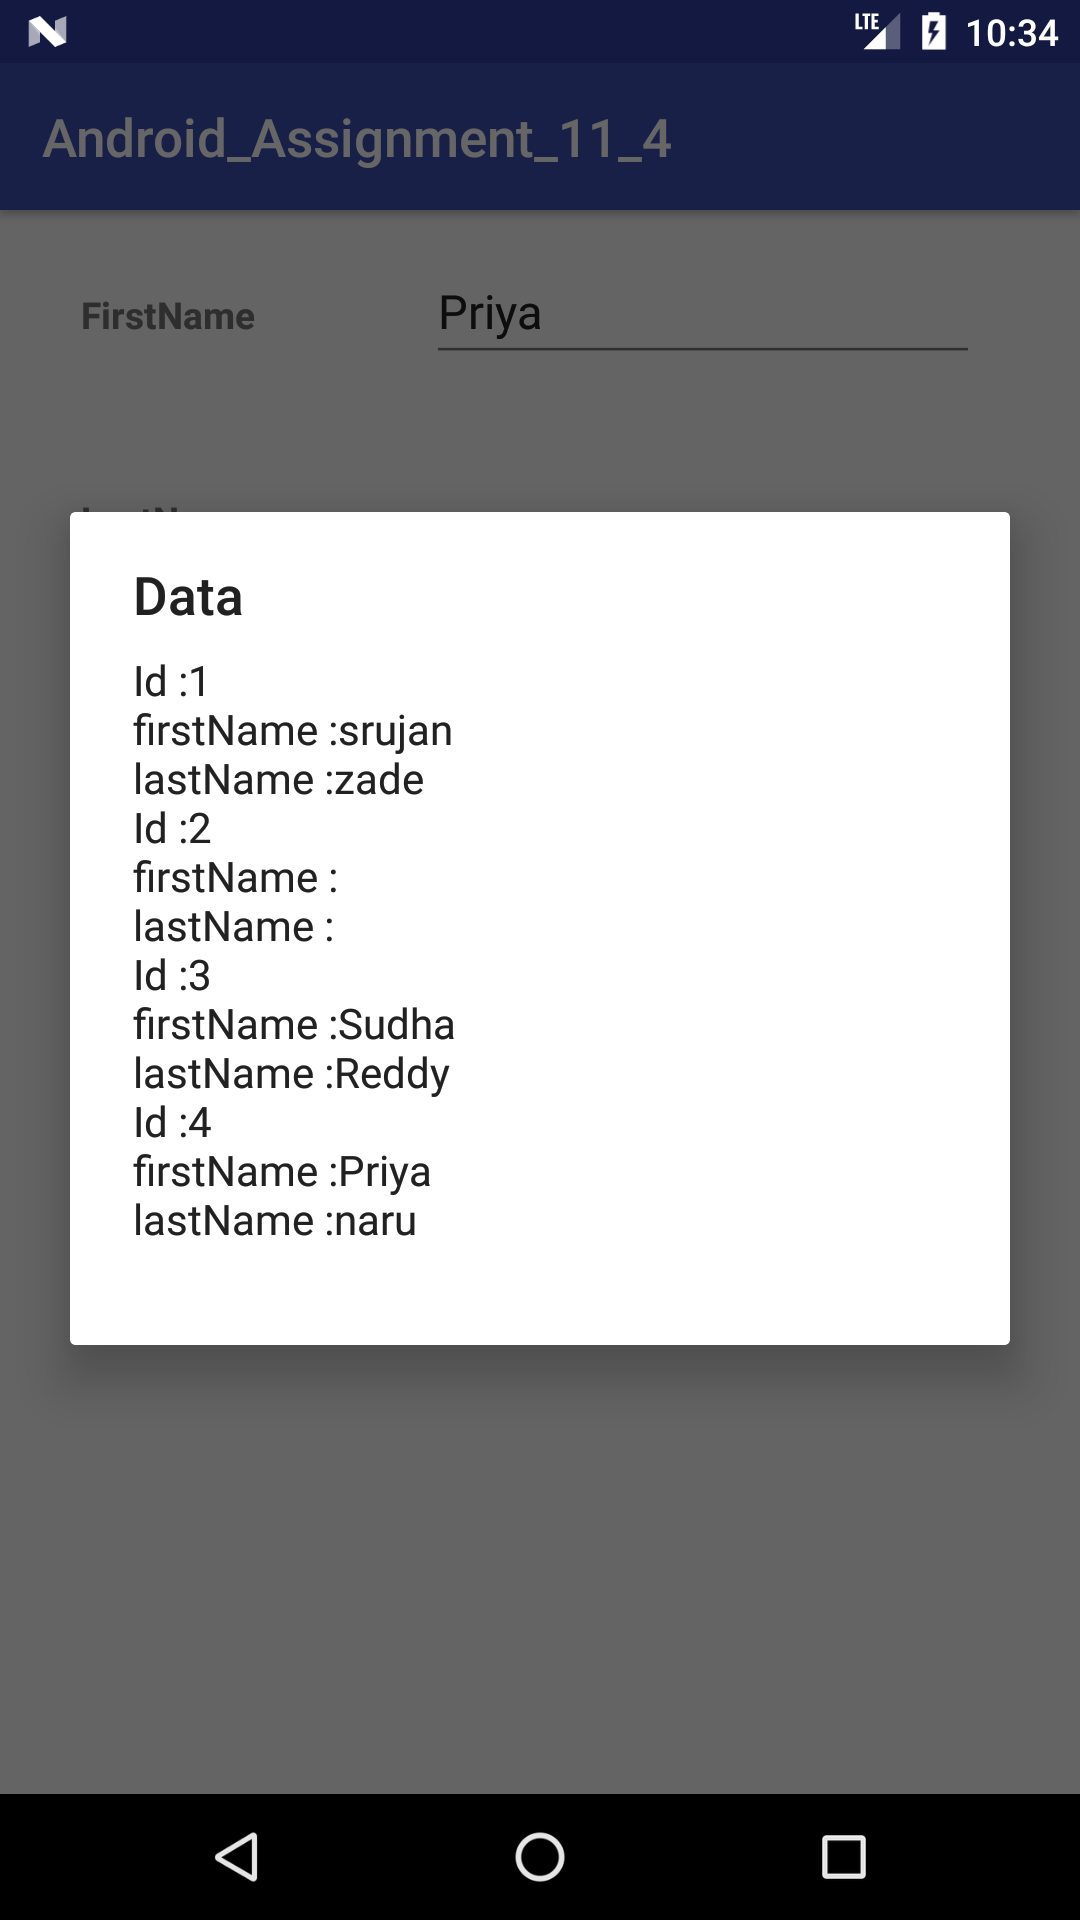 LTE 10:34
Android_Assignment_11_4
FirstName Priya
Data
Id :1
firstName :srujan
lastName :zade
Id :2
firstName :
lastName :
Id :3
firstName :Sudha
lastName :Reddy
Id :4
firstName :Priya
lastName :naru